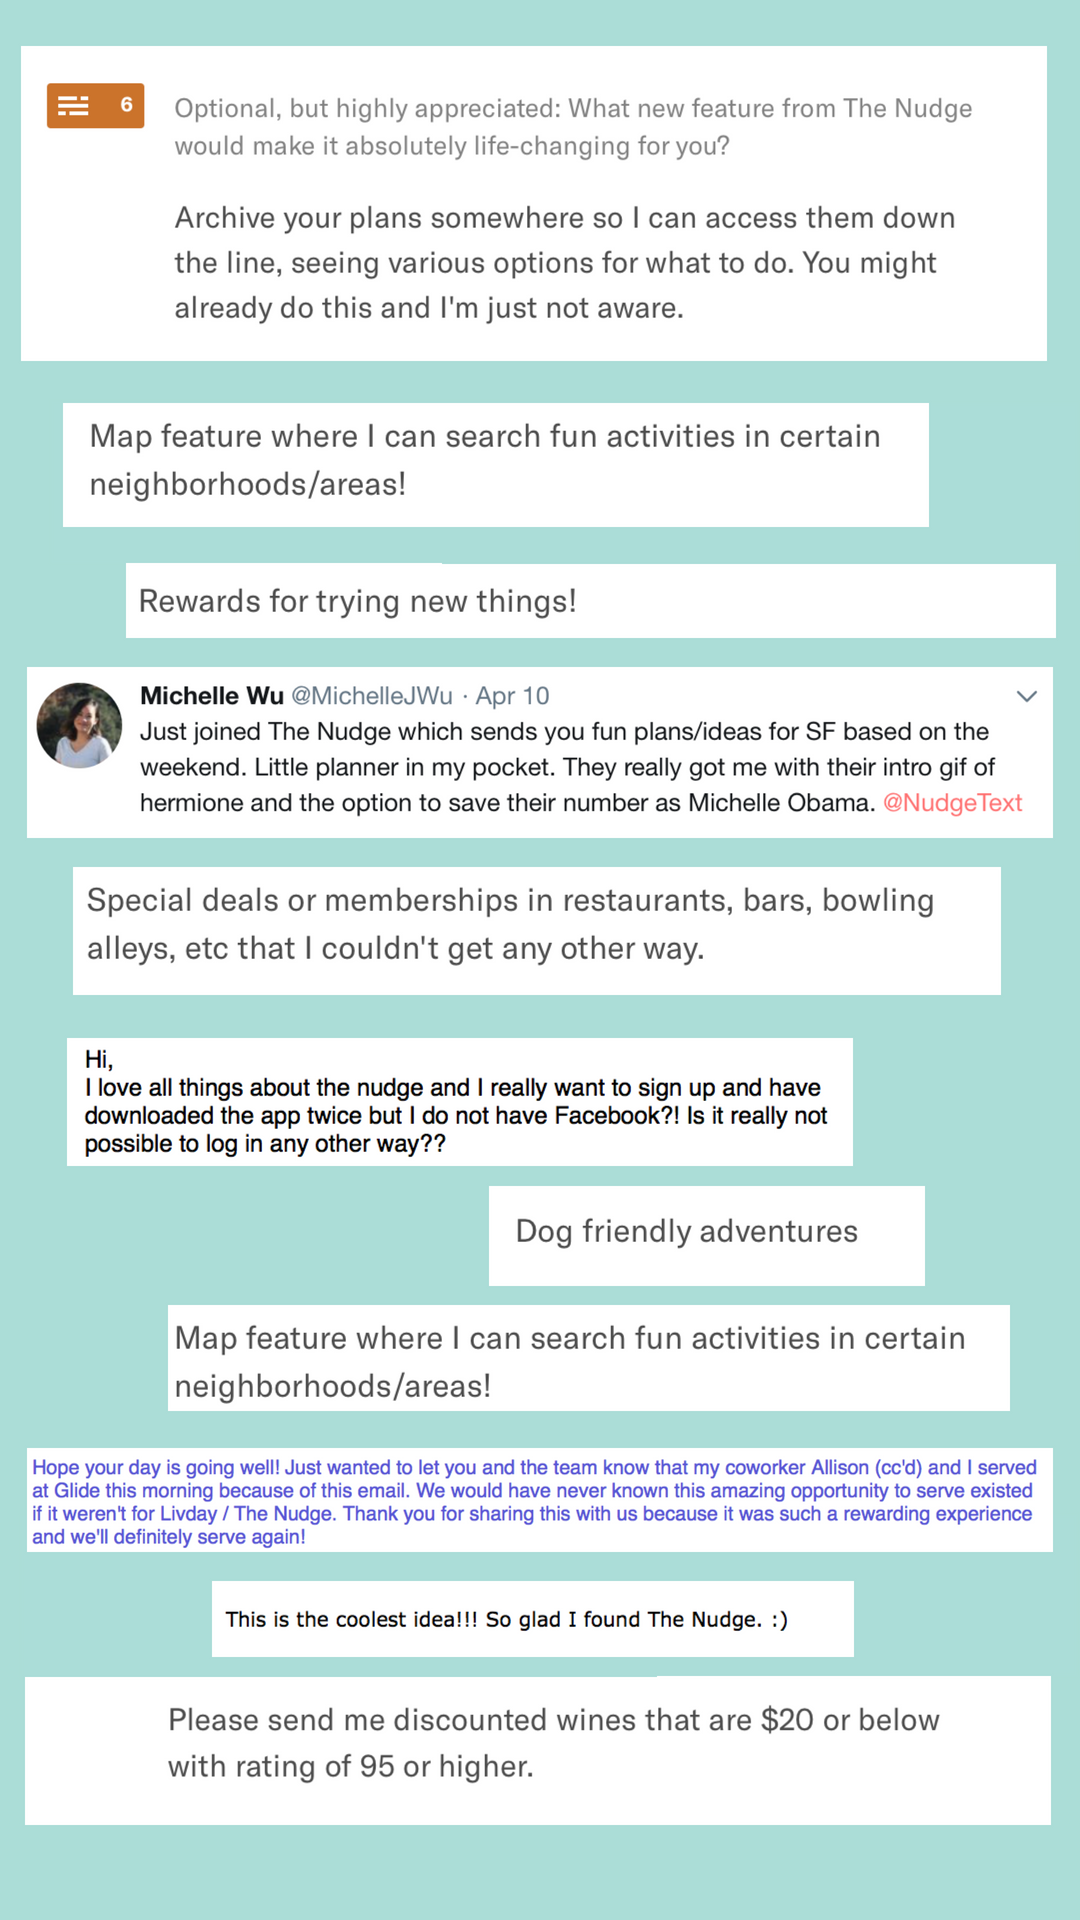 6
Optional, but highly appreciated: What new feature from The Nudge
would make it absolutely life-changing for you?
Archive your plans somewhere so I can access them down
the line, seeing various options for what to do. You might
already do this and I'm just not aware.
Map feature where I can search fun activities in certain
neighborhoods/areas!
Rewards for trying new things!
Michelle Wu @MichelleJWu · Apr 10
Just joined The Nudge which sends you fun plans/ideas for SF based on the
weekend. Little planner in my pocket. They really got me with their intro gif of
hermione and the option to save their number as Michelle Obama. @NudgeText
Special deals or memberships in restaurants, bars, bowling
alleys, etc that I couldn't get any other way.
Hi,
I love all things about the nudge and I really want to sign up and have
downloaded the app twice but I do not have Facebook?! Is it really not
possible to log in any other way??
Dog friendly adventures
Map feature where I can search fun activities in certain
neighborhoods/areas!
Hope your day is going well! Just wanted to let you and the team know that my coworker Allison (cc'd) and I served
at Glide this morning because of this email. We would have never known this amazing opportunity to serve existed
if it weren't for Livday / The Nudge. Thank you for sharing this with us because it was such a rewarding experience
and we'll definitely serve again!
This is the coolest idea!!! So glad I found The Nudge. :)
Please send me discounted wines that are $20 or below
with rating of 95 or higher.